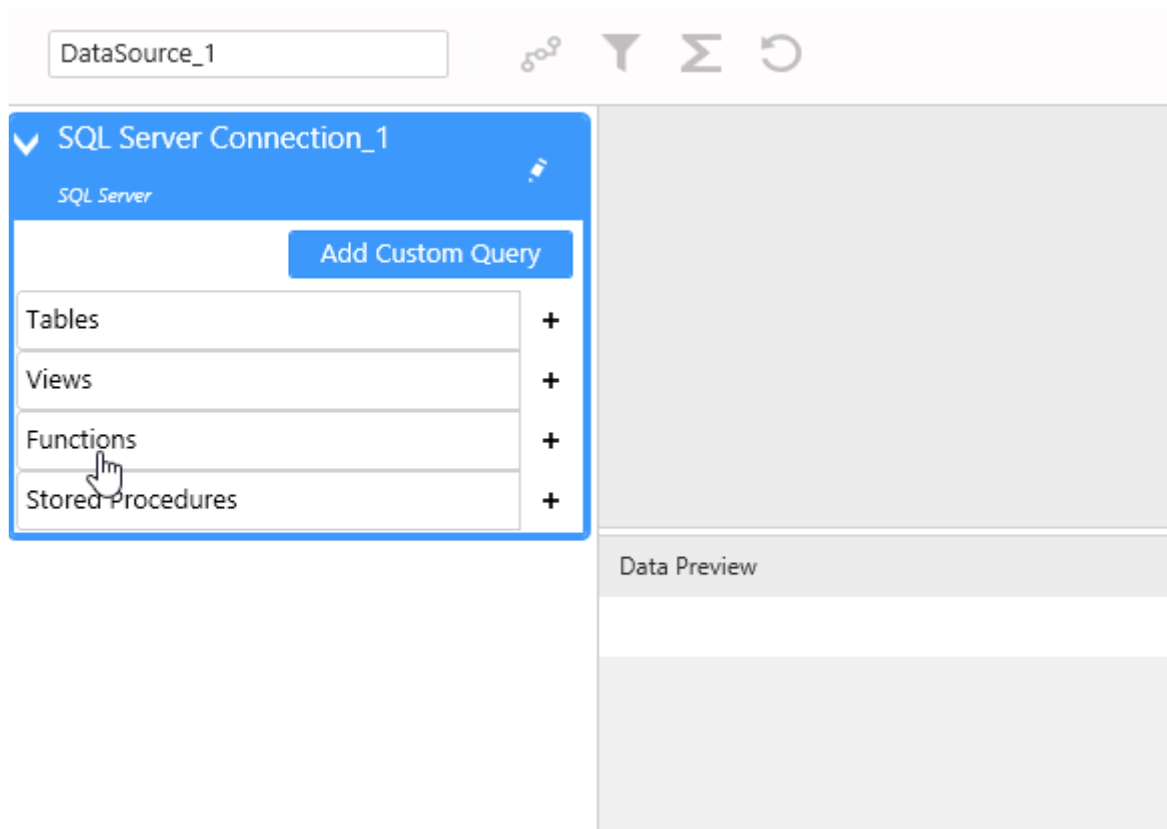 DataSource_1
SQL Server Connection_1
SQL Server
Add Custom Query
Tables
+
Views
+
Functions
+
Stored Procedures
+
Data Preview